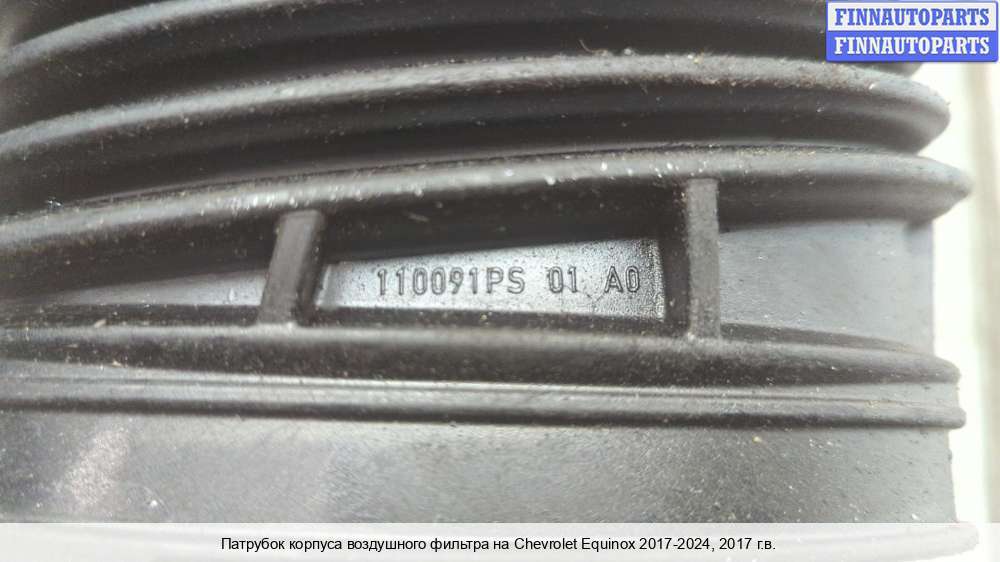 FINNAUTOPARTS
FINNAUTOPARTS
110091PS 01 A0
Патрубок корпуса воздушного фильтра на Chevrolet Equinox 2017-2024, 2017 г.в.